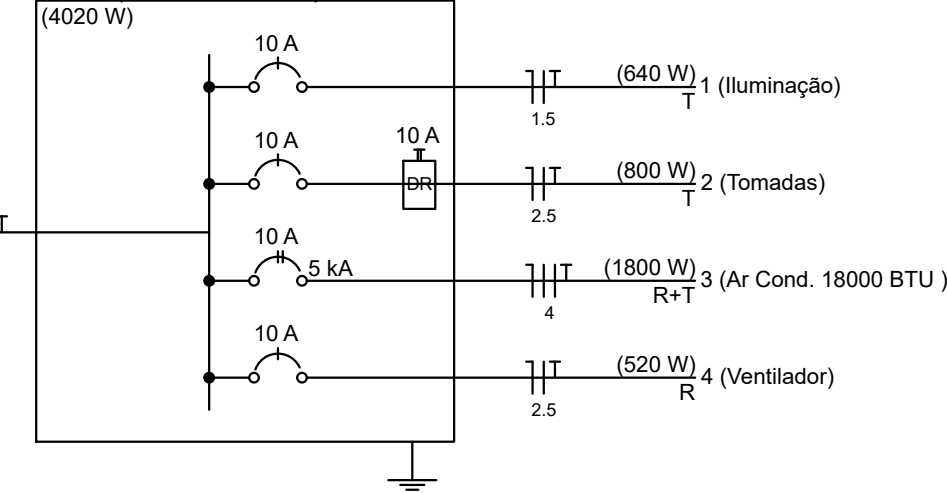 (4020 W)
10 A
(640 W) 1 (Iluminação)
T
1.5
10 A
10 A
DR
(800 W) 2 (Tomadas)
T
2.5
10 A
5 kA
(1800 W) 3 (Ar Cond. 18000 BTU )
R+T
4
10 A
(520 W) 4 (Ventilador)
R
2.5